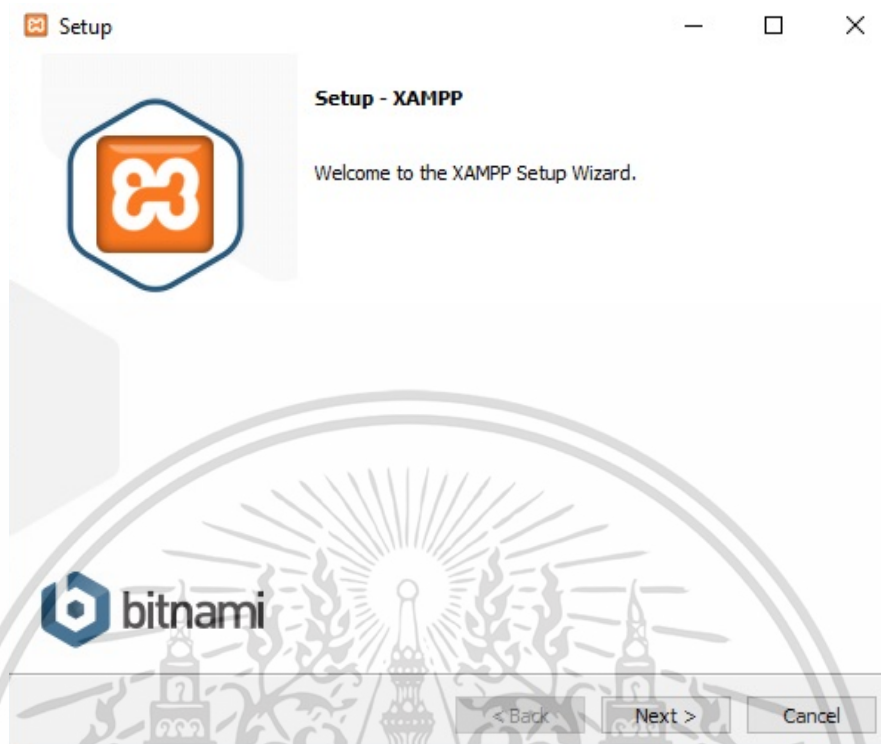 Setup
Setup - XAMPP
Welcome to the XAMPP Setup Wizard.
bitnami
< Back Next > Cancel